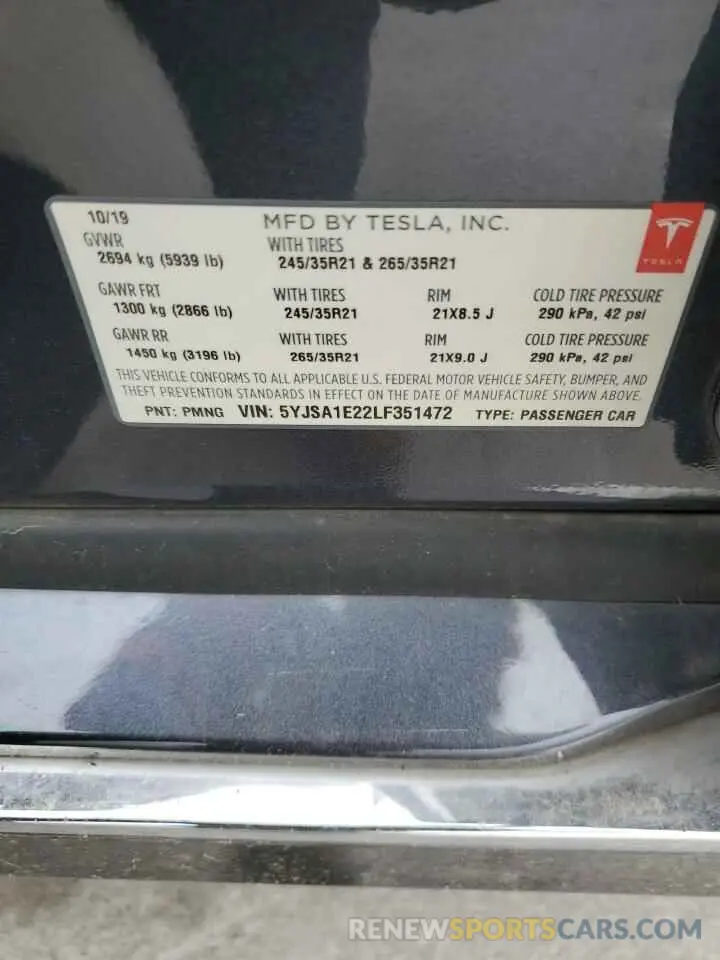 10/19 MFD BY TESLA, INC.
GVWR WITH TIRES
2694 kg (5939 lb) 245/35R21 & 265/35R21
TESLA
GAWR FRT WITH TIRES RIM COLD TIRE PRESSURE
1300 kg (2866 lb) 245/35R21 21X8.5 J 290 kPa, 42 psi
GAWR RR WITH TIRES RIM COLD TIRE PRESSURE
1450 kg (3196 lb) 265/35R21 21X9.0 J 290 kPa, 42 psi
THIS VEHICLE CONFORMS TO ALL APPLICABLE U.S. FEDERAL MOTOR VEHICLE SAFETY, BUMPER, AND
THEFT PREVENTION STANDARDS IN EFFECT ON THE DATE OF MANUFACTURE SHOWN ABOVE.
PNT: PMNG VIN: 5YJSA1E22LF351472 TYPE: PASSENGER CAR
RENEWSPORTSCARS.COM